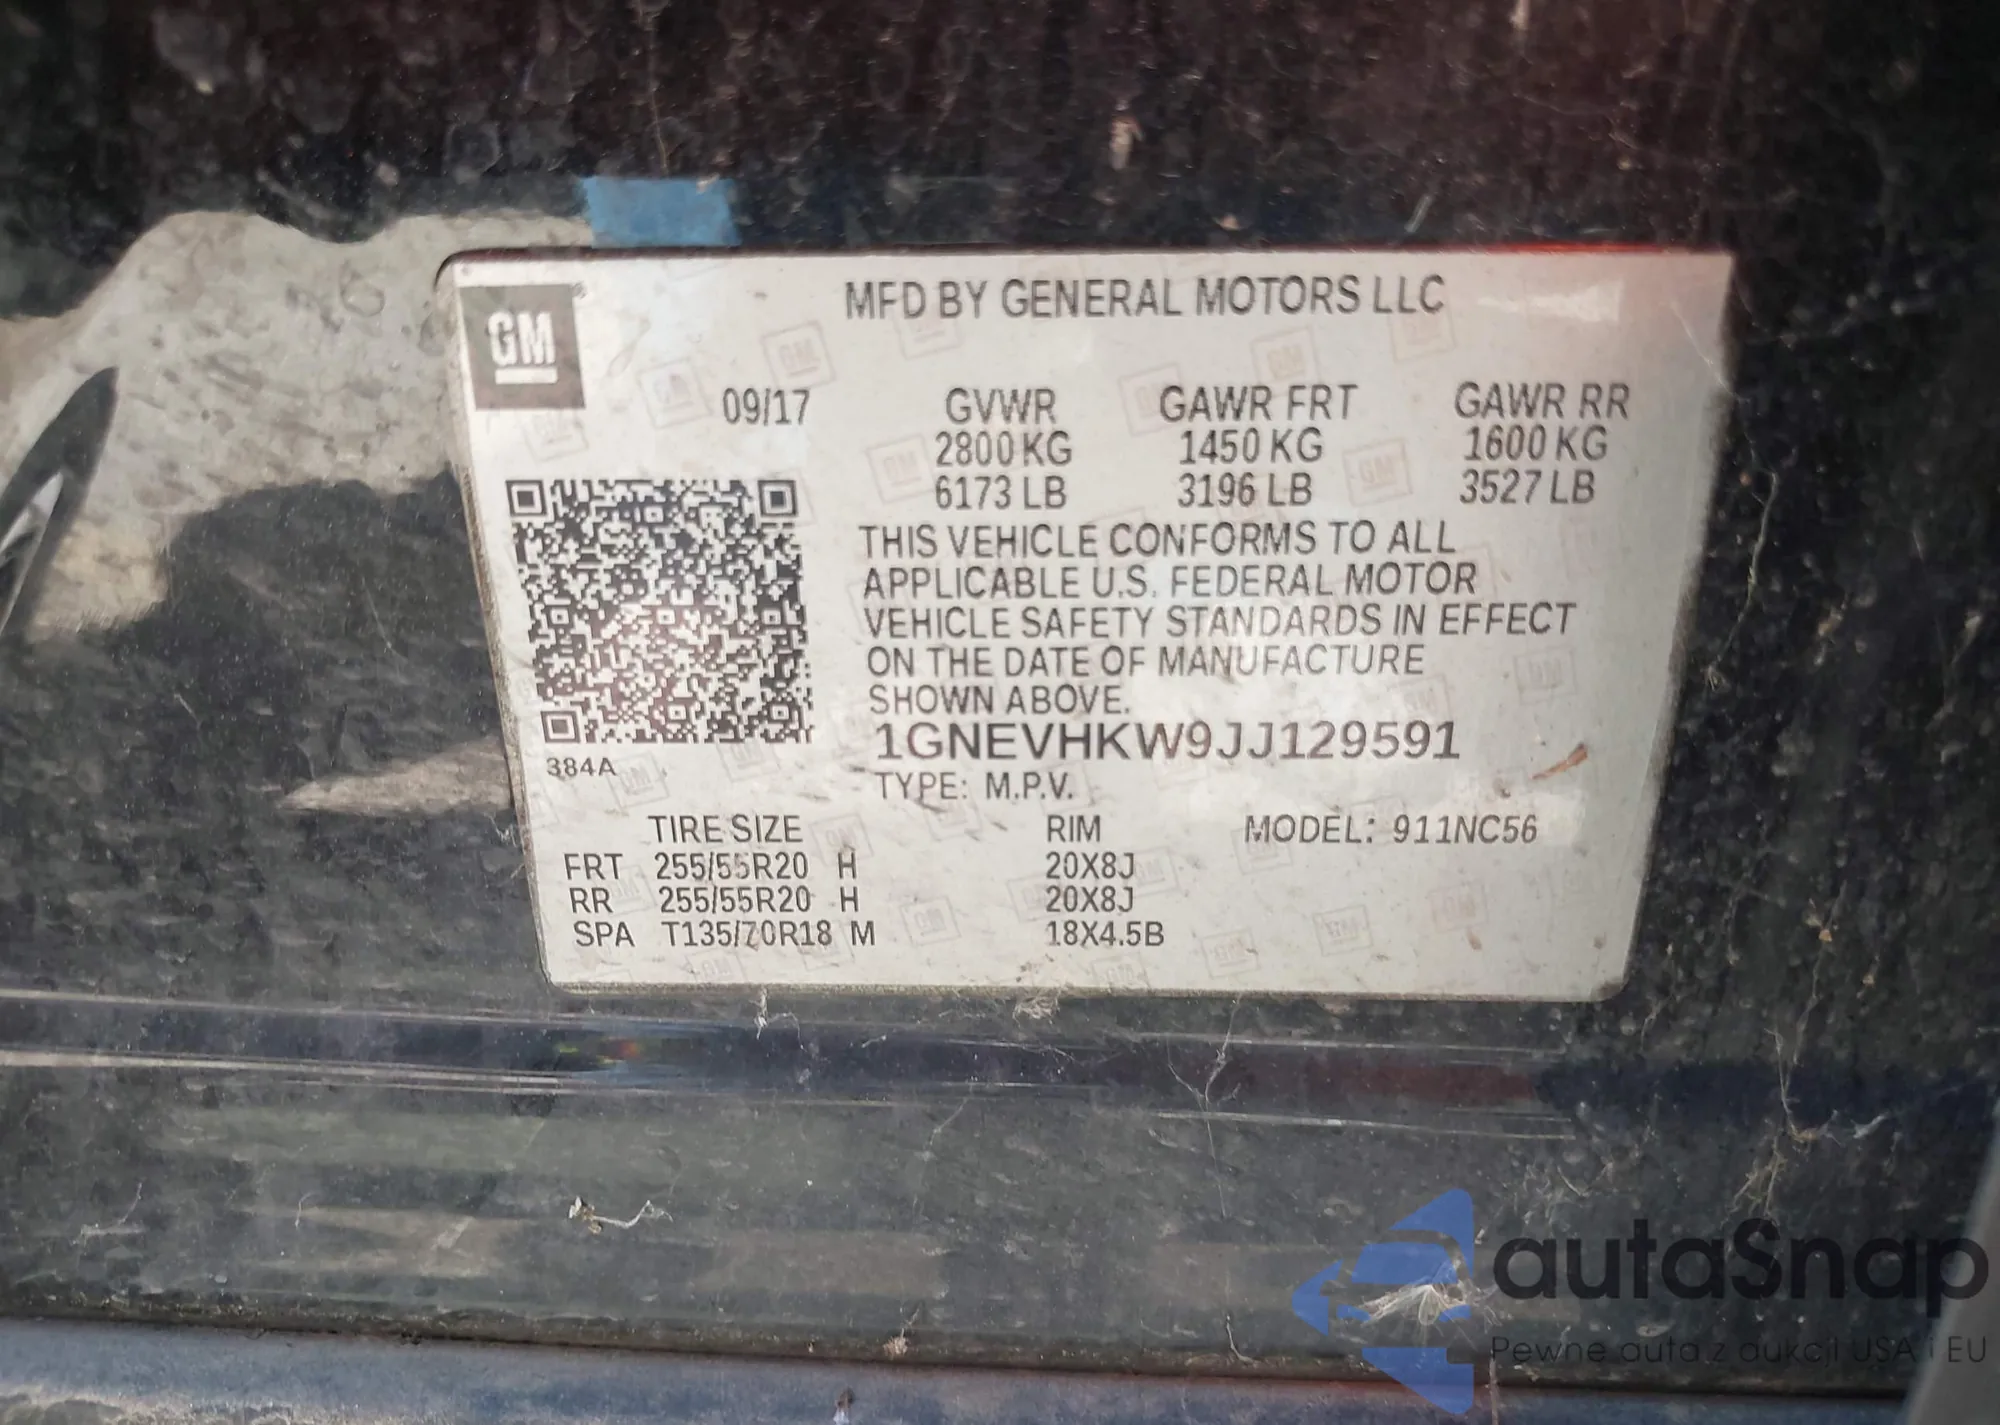 GM
MFD BY GENERAL MOTORS LLC
09/17 GVWR GAWR FRT GAWR RR
2800 KG 1450 KG 1600 KG
6173 LB 3196 LB 3527 LB
THIS VEHICLE CONFORMS TO ALL
APPLICABLE U.S. FEDERAL MOTOR
VEHICLE SAFETY STANDARDS IN EFFECT
ON THE DATE OF MANUFACTURE
SHOWN ABOVE.
1GNEVHKW9JJ129591
384A
TYPE: M.P.V.
TIRE SIZE RIM MODEL: 911NC56
FRT 255/55R20 H 20X8J
RR 255/55R20 H 20X8J
SPA T135/70R18 M 18X4.5B
autaSnap
Pewne auta z aukcji USA i EU